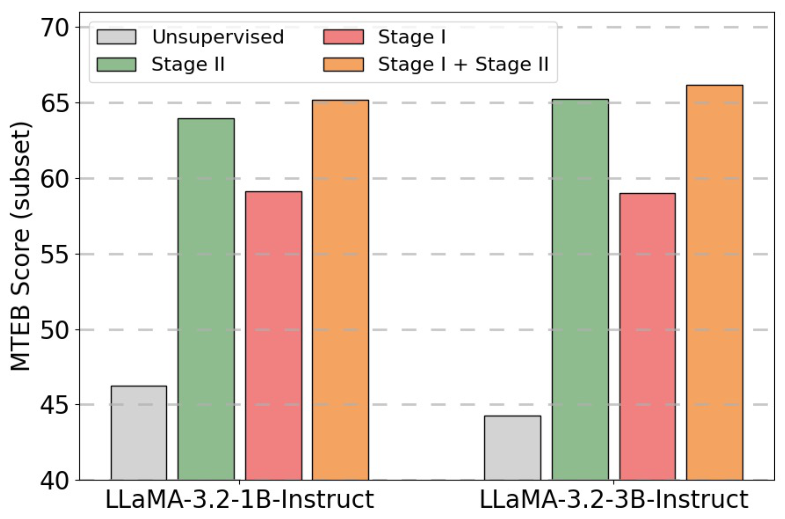 70
Unsupervised
Stage I
Stage II
Stage I + Stage II
65
60
55
50
45
40
MTEB Score (subset)
LLaMA-3.2-1B-Instruct
LLaMA-3.2-3B-Instruct